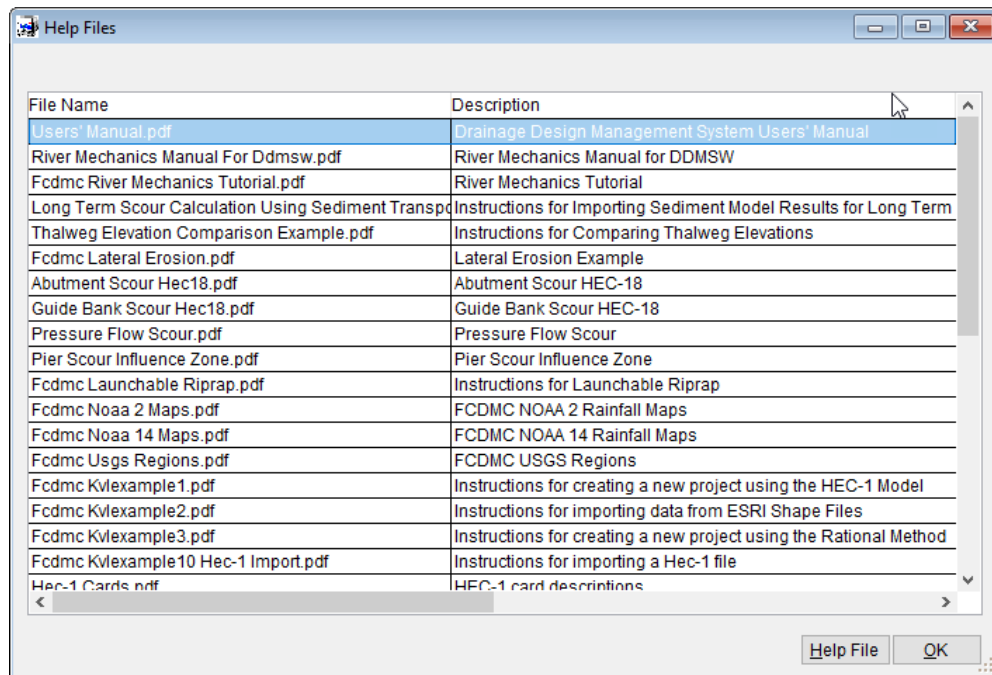 Help Files
File Name Description
Users' Manual.pdf Drainage Design Management System Users' Manual
River Mechanics Manual For Ddmsw.pdf River Mechanics Manual for DDMSW
Fcdmc River Mechanics Tutorial.pdf River Mechanics Tutorial
Long Term Scour Calculation Using Sediment Transpo Instructions for Importing Sediment Model Results for Long Term
Thalweg Elevation Comparison Example.pdf Instructions for Comparing Thalweg Elevations
Fcdmc Lateral Erosion.pdf Lateral Erosion Example
Abutment Scour Hec18.pdf Abutment Scour HEC-18
Guide Bank Scour Hec18.pdf Guide Bank Scour HEC-18
Pressure Flow Scour.pdf Pressure Flow Scour
Pier Scour Influence Zone.pdf Pier Scour Influence Zone
Fcdmc Launchable Riprap.pdf Instructions for Launchable Riprap
Fcdmc Noaa 2 Maps.pdf FCDMC NOAA 2 Rainfall Maps
Fcdmc Noaa 14 Maps.pdf FCDMC NOAA 14 Rainfall Maps
Fcdmc Usgs Regions.pdf FCDMC USGS Regions
Fcdmc Kvlexample1.pdf Instructions for creating a new project using the HEC-1 Model
Fcdmc Kvlexample2.pdf Instructions for importing data from ESRI Shape Files
Fcdmc Kvlexample3.pdf Instructions for creating a new project using the Rational Method
Fcdmc Kvlexample10 Hec-1 Import.pdf Instructions for importing a Hec-1 file
Hec-1 Cards.pdf HEC-1 card descriptions
Help File OK